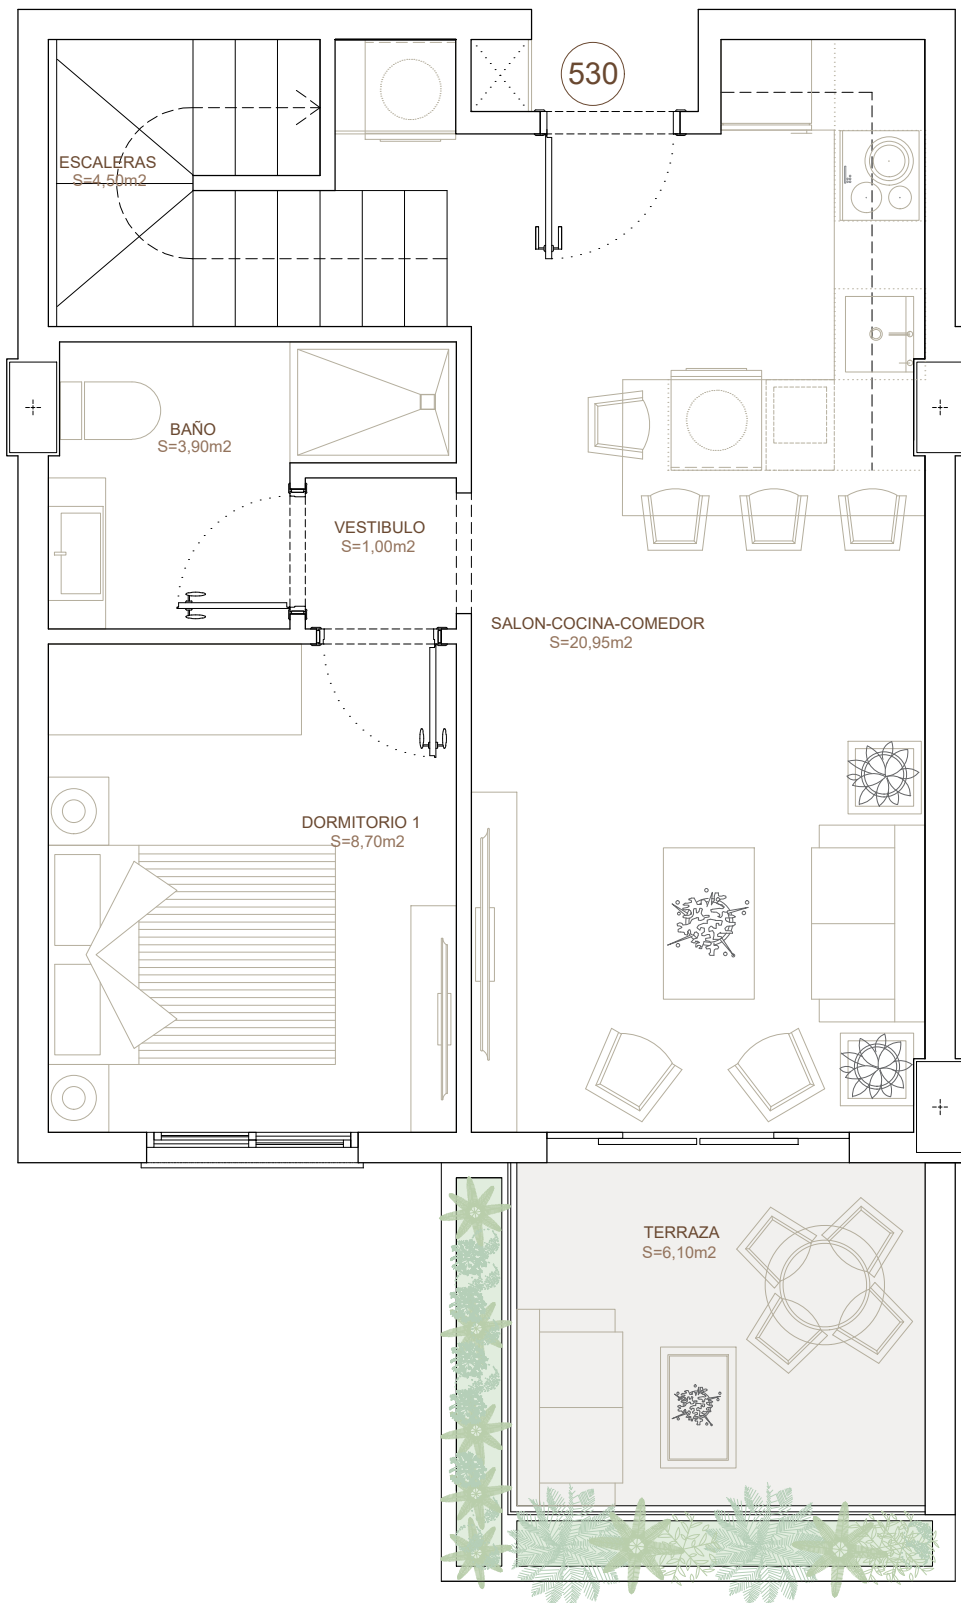 530
ESCALERAS
S=4,50m2
BAÑO
S=3,90m2
VESTIBULO
S=1,00m2
SALON-COCINA-COMEDOR
S=20,95m2
DORMITORIO 1
S=8,70m2
TERRAZA
S=6,10m2